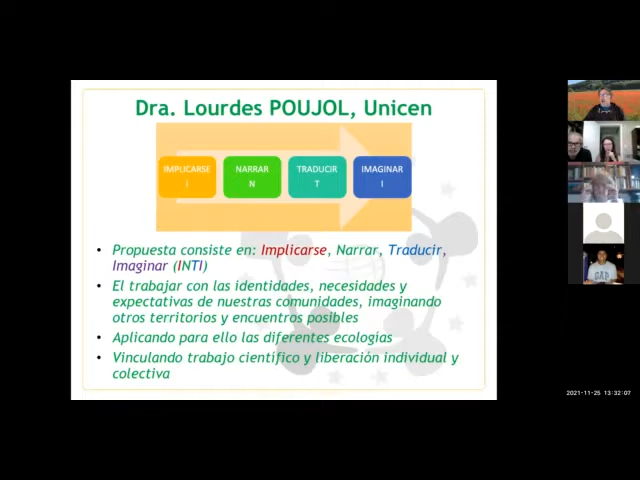 Dra. Lourdes POUJOL, Unicen
IMPLICARSE
I
NARRAR
N
TRADUCIR
T
IMAGINAR
I
• Propuesta consiste en: Implicarse, Narrar, Traducir,
Imaginar (INTI)
• El trabajar con las identidades, necesidades y
expectativas de nuestras comunidades, imaginando
otros territorios y encuentros posibles
• Aplicando para ello las diferentes ecologías
• Vinculando trabajo científico y liberación individual y
colectiva
GAP
2021-11-25 13:32:07